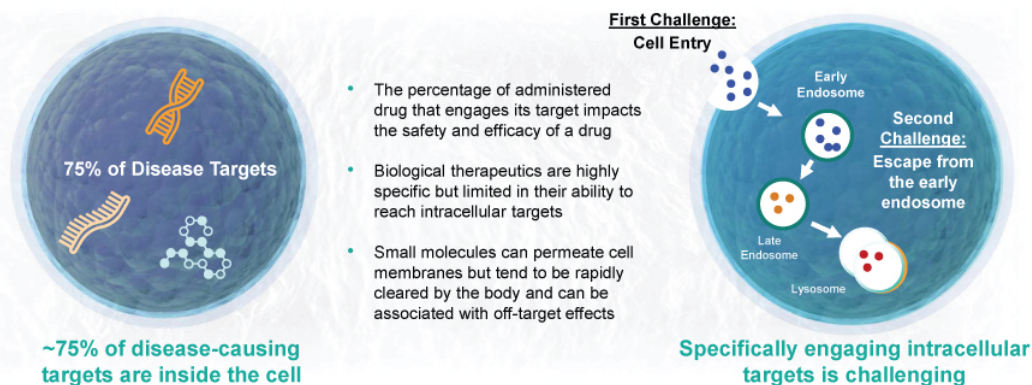 75% of Disease Targets
~75% of disease-causing
targets are inside the cell
• The percentage of administered
drug that engages its target impacts
the safety and efficacy of a drug
• Biological therapeutics are highly
specific but limited in their ability to
reach intracellular targets
• Small molecules can permeate cell
membranes but tend to be rapidly
cleared by the body and can be
associated with off-target effects
First Challenge:
Cell Entry
Early
Endosome
Second
Challenge:
Escape from
the early
endosome
Late
Endosome
Lysosome
Specifically engaging intracellular
targets is challenging